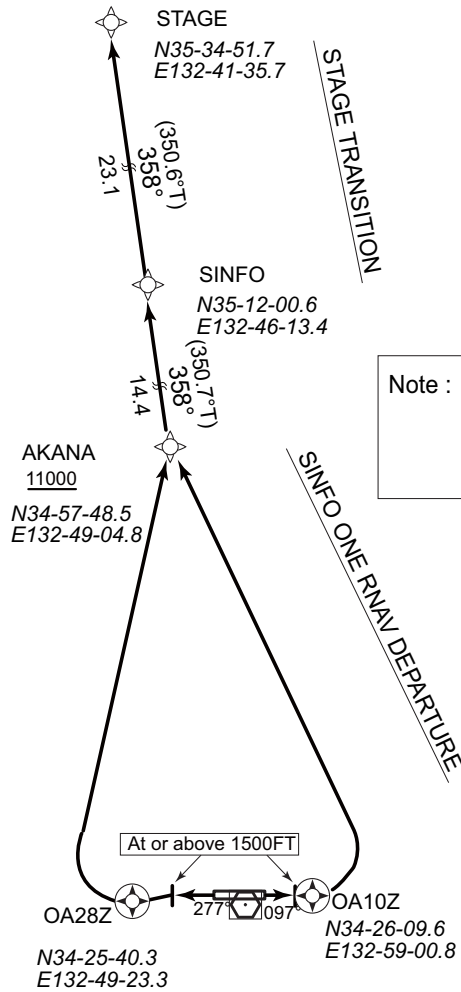 STAGE
N35-34-51.7
E132-41-35.7
STAGE TRANSITION
(350.6°T)
358°
23.1
SINFO
N35-12-00.6
E132-46-13.4
(350.7°T)
358°
14.4
Note :
AKANA
11000
N34-57-48.5
E132-49-04.8
SINFO ONE RNAV DEPARTURE
At or above 1500FT
277°
097°
OA28Z
N34-25-40.3
E132-49-23.3
OA10Z
N34-26-09.6
E132-59-00.8